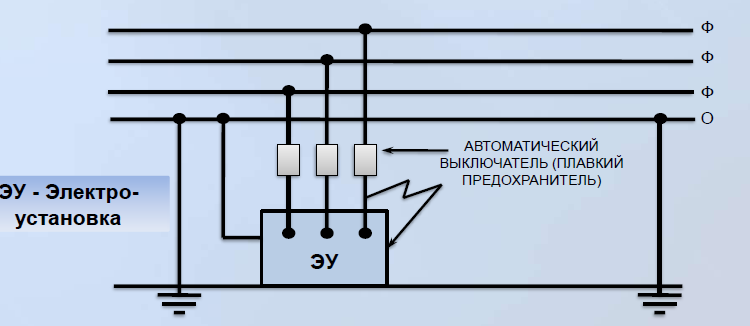 Ф
Ф
Ф
О
АВТОМАТИЧЕСКИЙ
ВЫКЛЮЧАТЕЛЬ (ПЛАВКИЙ
ПРЕДОХРАНИТЕЛЬ)
ЭУ - Электро-
установка
ЭУ